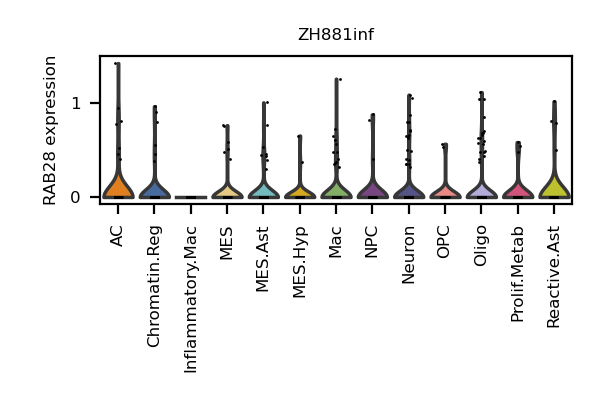 ZH881inf
RAB28 expression
1
0
AC
Chromatin.Reg
Inflammatory.Mac
MES
MES.Ast
MES.Hyp
Mac
NPC
Neuron
OPC
Oligo
Prolif.Metab
Reactive.Ast